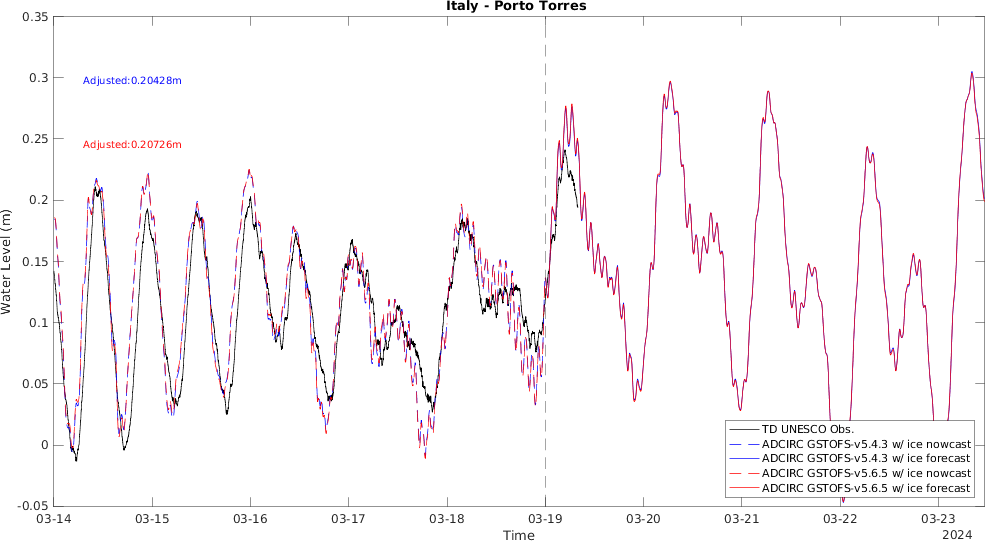 Italy - Porto Torres
0.35
0.3
0.25
0.2
0.15
0.1
0.05
0
-0.05
Water Level (m)
Adjusted:0.20428m
Adjusted:0.20726m
TD UNESCO Obs.
ADCIRC GSTOFS-v5.4.3 w/ ice nowcast
ADCIRC GSTOFS-v5.4.3 w/ ice forecast
ADCIRC GSTOFS-v5.6.5 w/ ice nowcast
ADCIRC GSTOFS-v5.6.5 w/ ice forecast
03-14 03-15 03-16 03-17 03-18 03-19 03-20 03-21 03-22 03-23
Time
2024